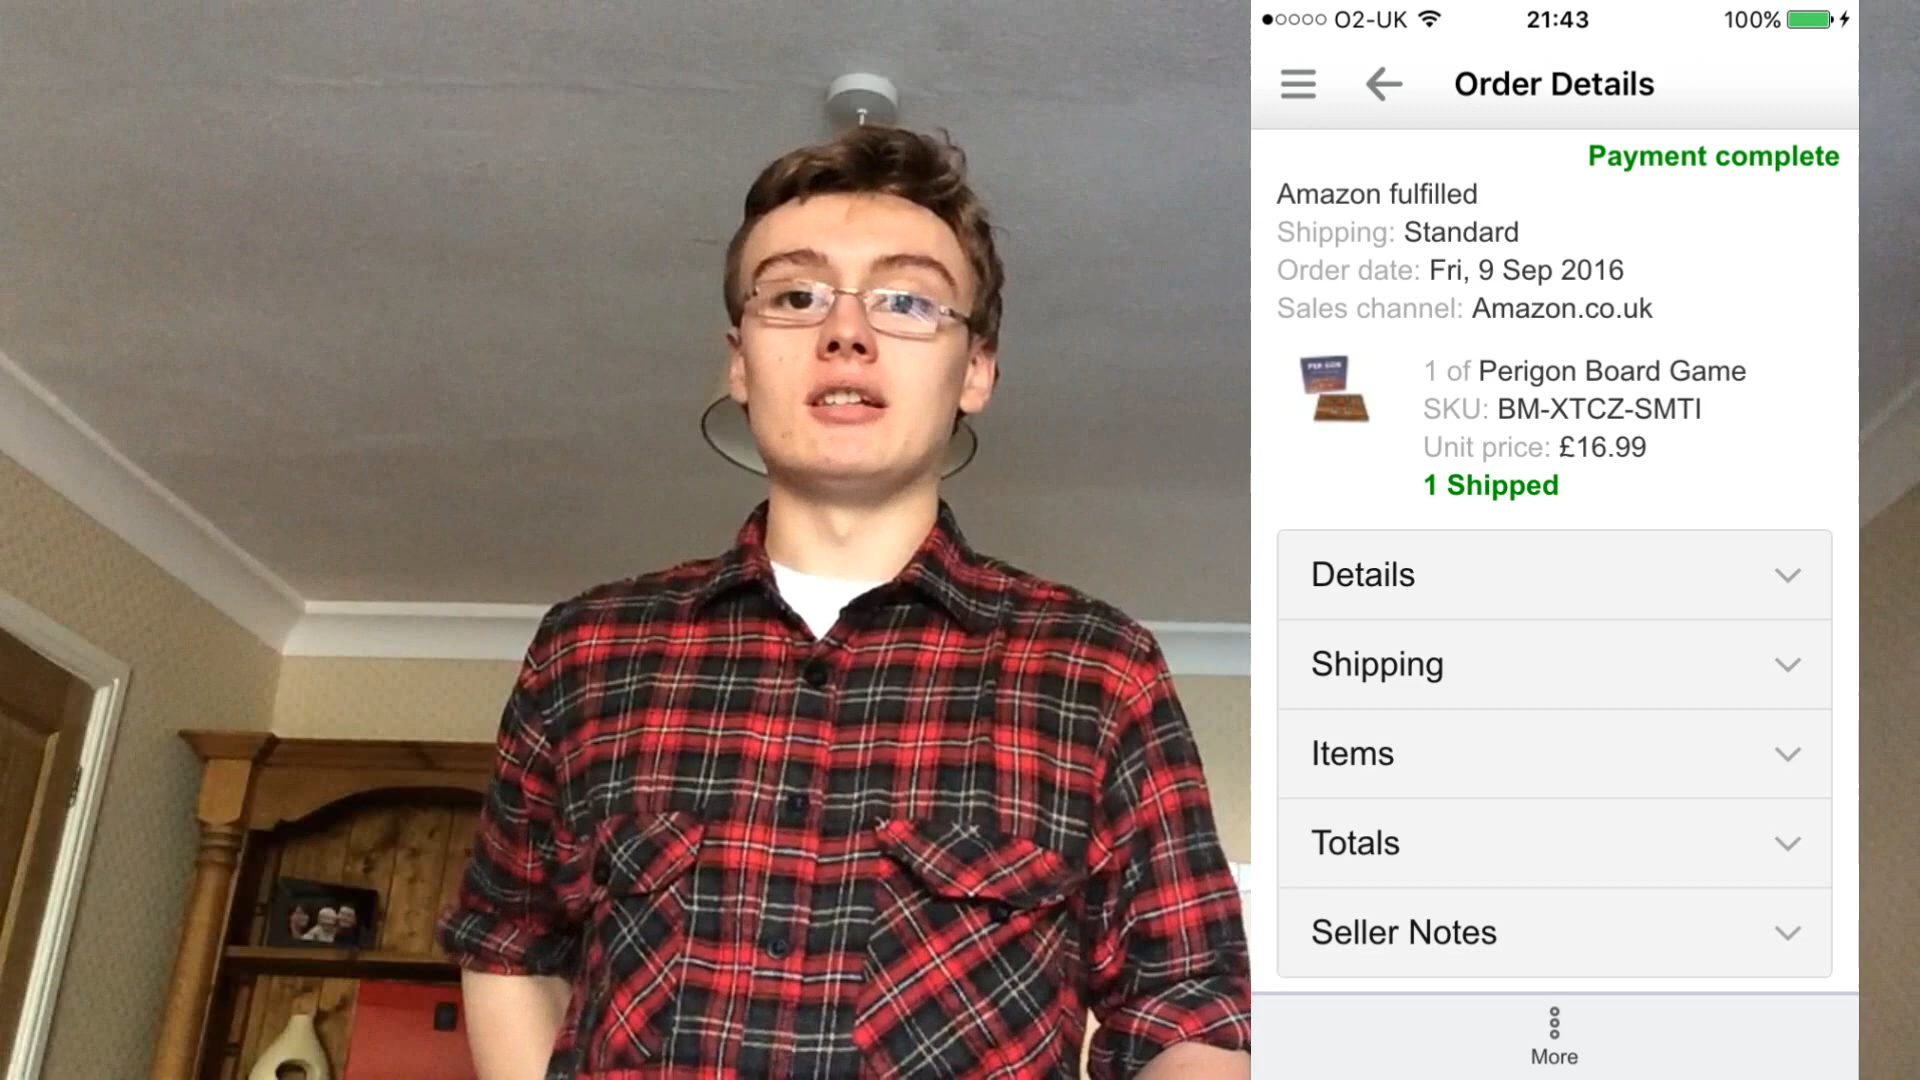 O2-UK 21:43 100%
Order Details
Payment complete
Amazon fulfilled
Shipping: Standard
Order date: Fri, 9 Sep 2016
Sales channel: Amazon.co.uk
1 of Perigon Board Game
SKU: BM-XTCZ-SMTI
Unit price: £16.99
1 Shipped
Details
Shipping
Items
Totals
Seller Notes
More